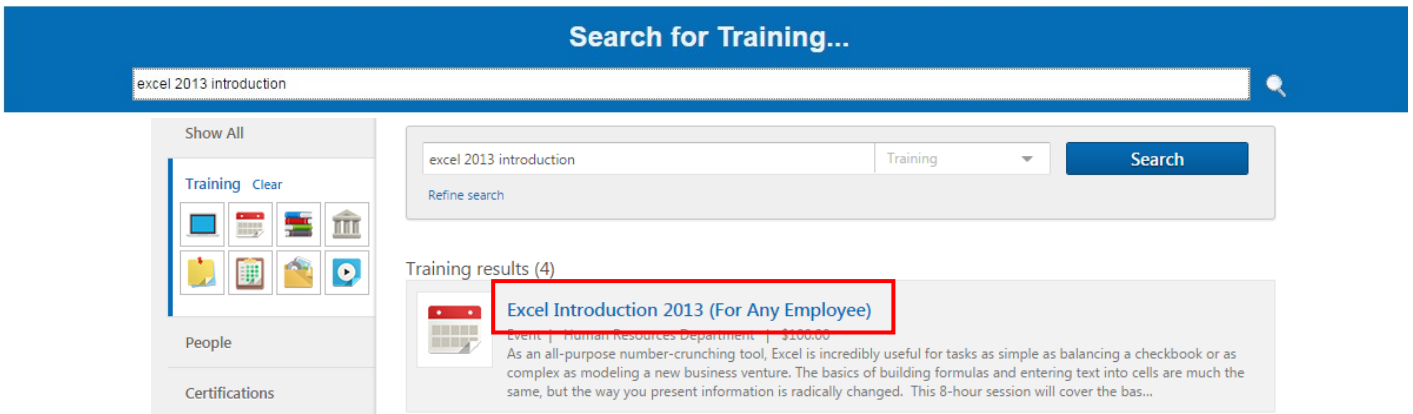 Search for Training...
excel 2013 introduction
Show All
Training Clear
People
Certifications
excel 2013 introduction
Training
Search
Refine search
Training results (4)
Excel Introduction 2013 (For Any Employee)
Event | Human Resources Department | $100.00
As an all-purpose number-crunching tool, Excel is incredibly useful for tasks as simple as balancing a checkbook or as
complex as modeling a new business venture. The basics of building formulas and entering text into cells are much the
same, but the way you present information is radically changed. This 8-hour session will cover the bas...